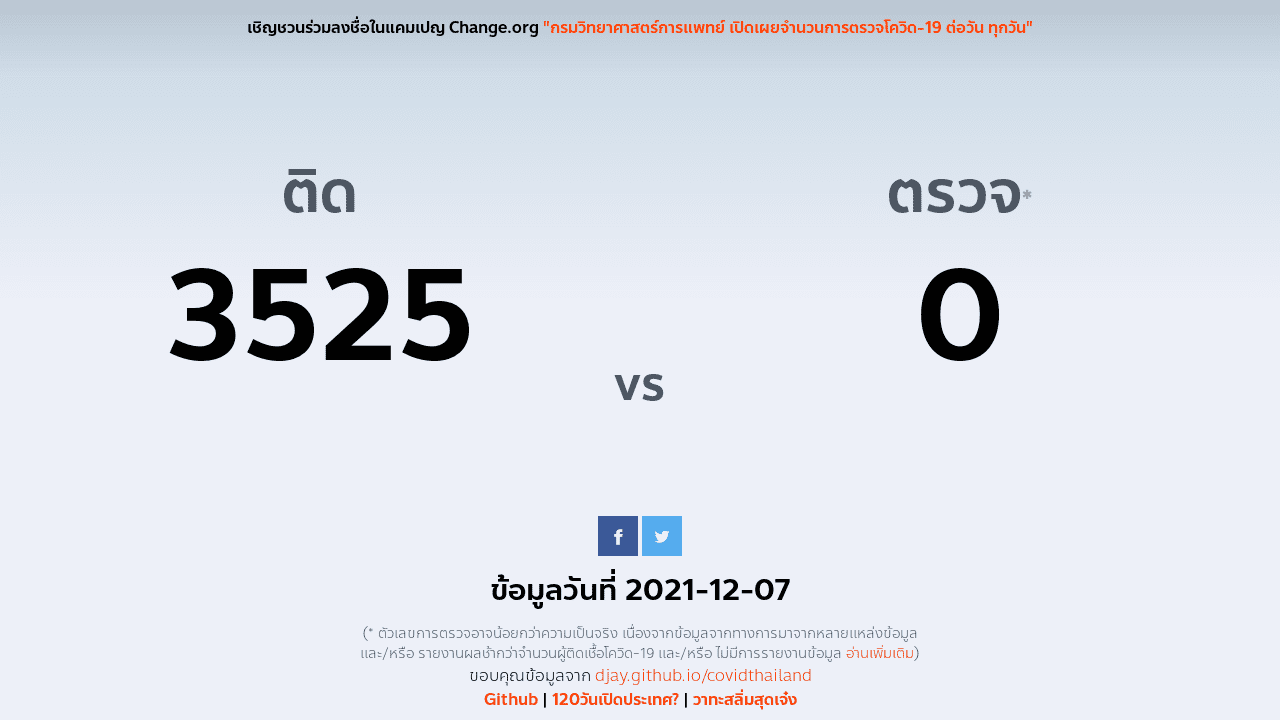 เชิญชวนร่วมลงชื่อในแคมเปญ Change.org "กรมวิทยาศาสตร์การแพทย์ เปิดเผยจำนวนการตรวจโควิด-19 ต่อวัน ทุกวัน"
ติด
3525
vs
ตรวจ*
0
ข้อมูลวันที่ 2021-12-07
(* ตัวเลขการตรวจอาจน้อยกว่าความเป็นจริง เนื่องจากข้อมูลจากทางการมาจากหลายแหล่งข้อมูล
และ/หรือ รายงานผลช้ากว่าจำนวนผู้ติดเชื้อโควิด-19 และ/หรือ ไม่มีการรายงานข้อมูล อ่านเพิ่มเติม)
ขอบคุณข้อมูลจาก djay.github.io/covidthailand
Github | 120วันเปิดประเทศ? | วาทะสลิ่มสุดเจ๋ง